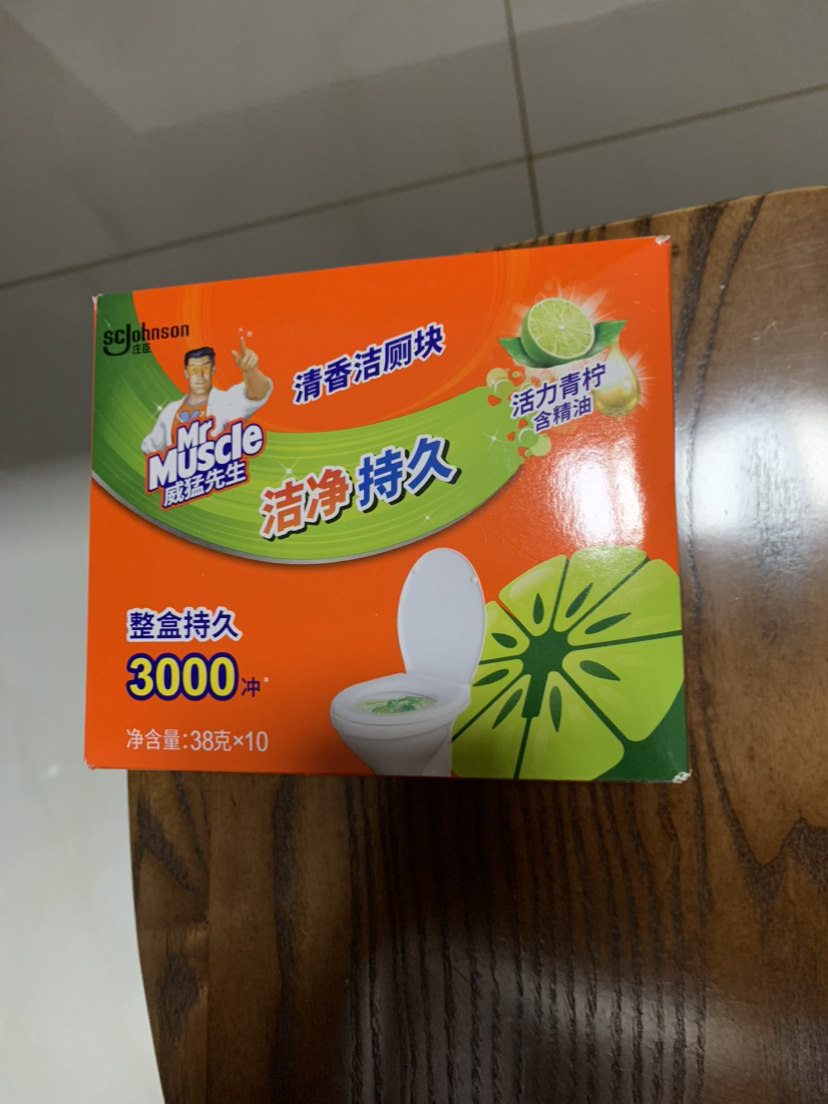 scJohnson
庄臣
清香洁厕块
活力青柠
含精油
Mr
Muscle
威猛先生
洁净持久
整盒持久
3000冲*
净含量:38克×10